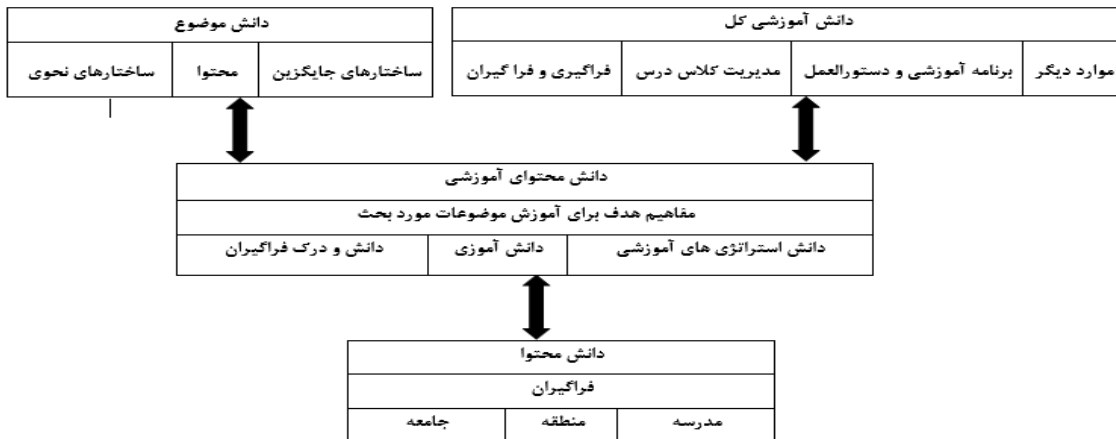 دانش آموزشی کل
موارد دیگر
برنامه آموزشی و دستورالعمل
مدیریت کلاس درس
فراگیری و فرا گیران
دانش موضوع
ساختارهای جایگزین
محتوا
ساختارهای نحوی
دانش محتوای آموزشی
مفاهیم هدف برای آموزش موضوعات مورد بحث
دانش استراتژی های آموزشی
دانش آموزی
دانش و درک فراگیران
دانش محتوا
فراگیران
مدرسه
منطقه
جامعه